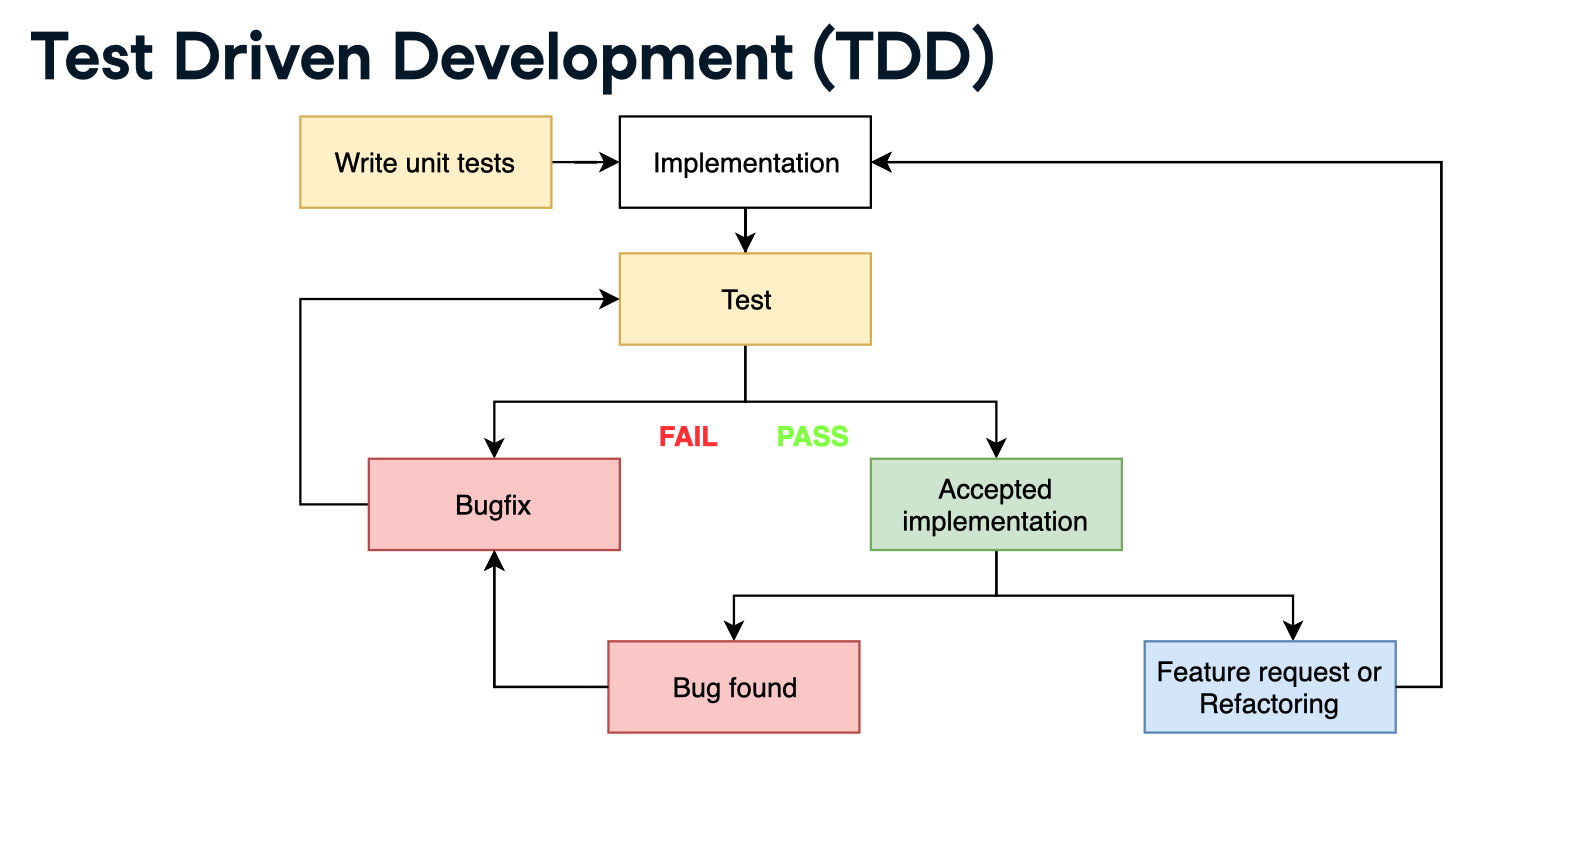 Test Driven Development (TDD)
Write unit tests
Implementation
Test
FAIL
PASS
Bugfix
Accepted
implementation
Bug found
Feature request or
Refactoring